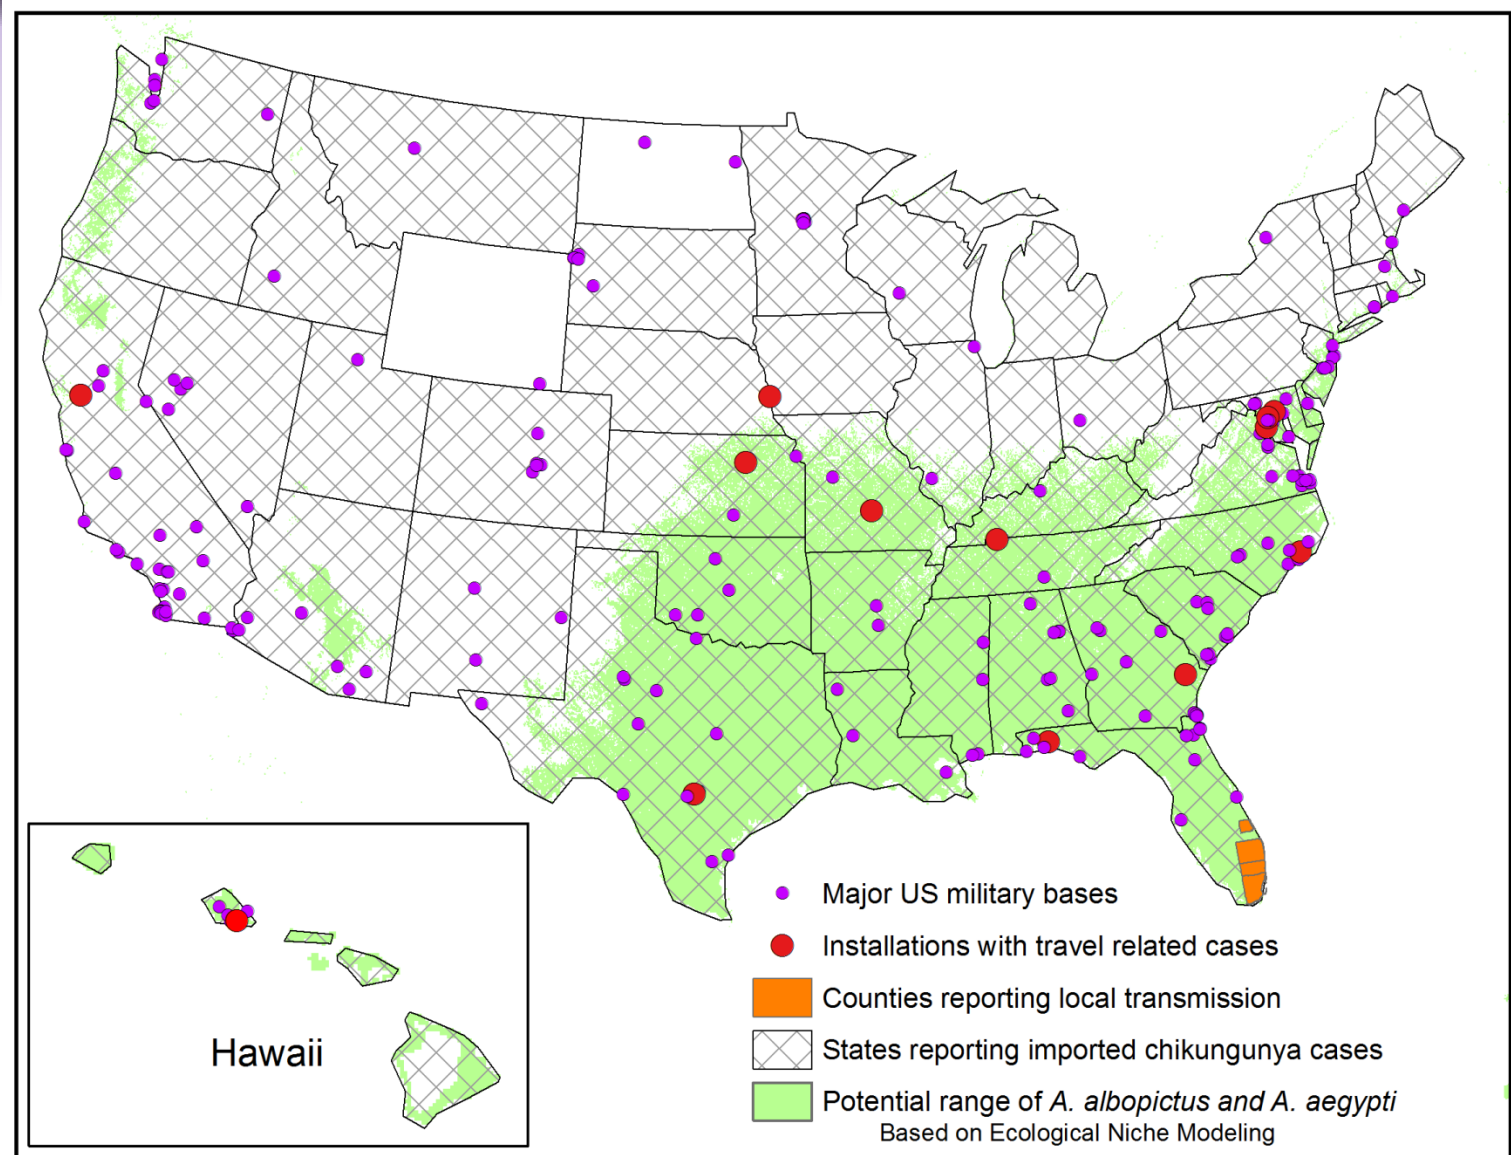 Hawaii
Major US military bases
Installations with travel related cases
Counties reporting local transmission
States reporting imported chikungunya cases
Potential range of A. albopictus and A. aegypti
Based on Ecological Niche Modeling